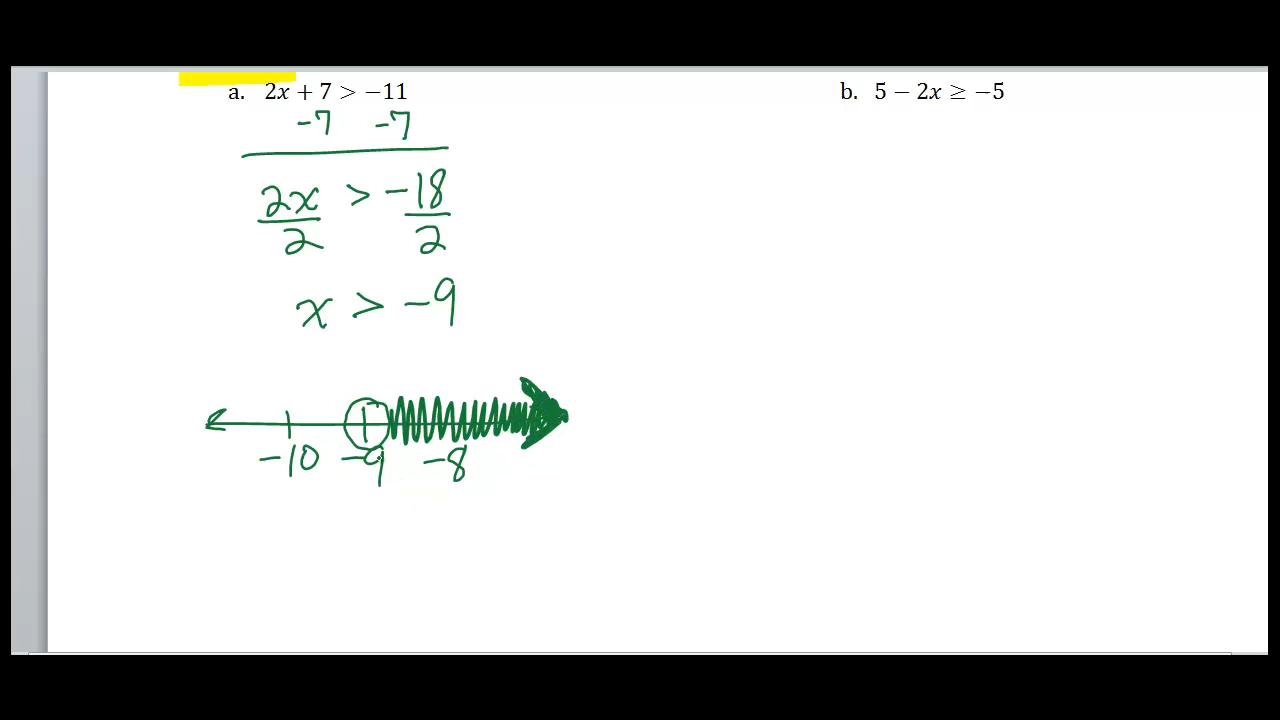 a. 2x + 7 > −11
b. 5 − 2x ≥ −5
-7 -7
2x > -18
2 2
x > -9
-10 -9 -8